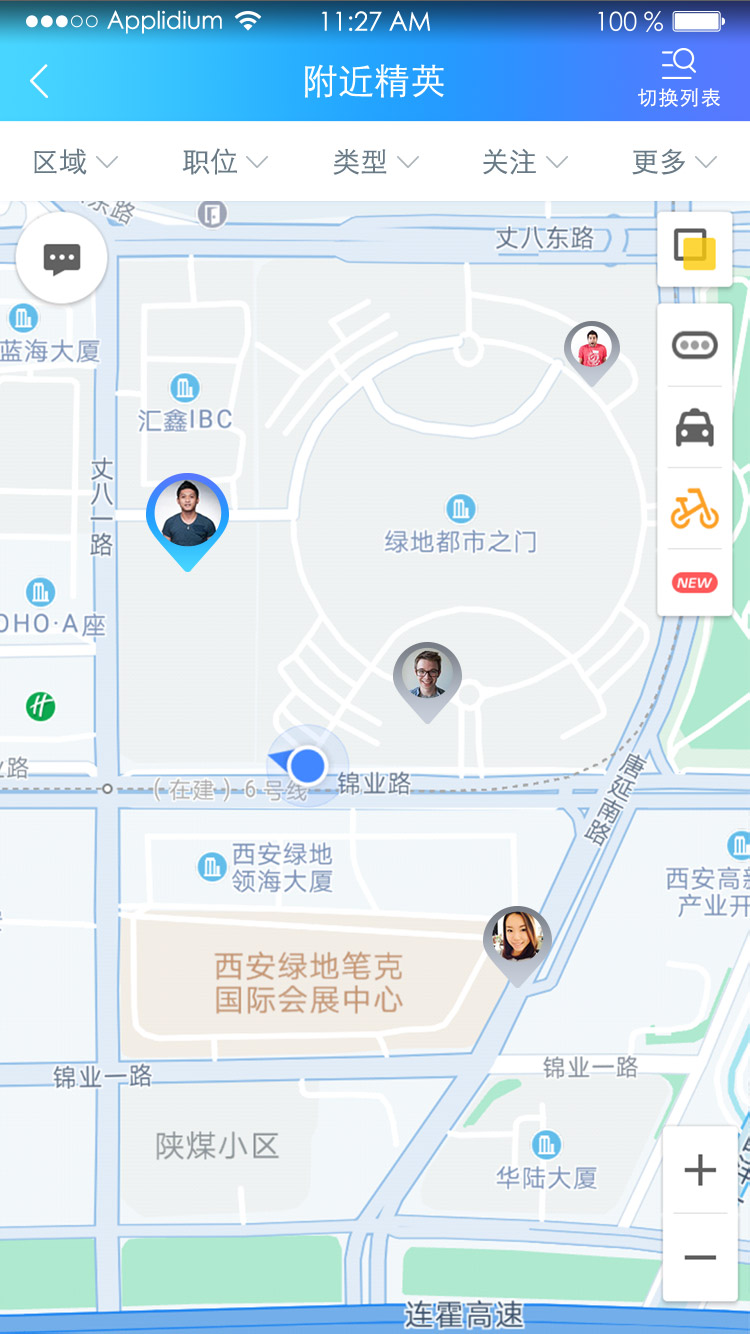 Applidium 11:27 AM 100 %
附近精英
切换列表
区域 职位 类型 关注 更多
东路
丈八东路
蓝海大厦
汇鑫IBC
丈八一路
绿地都市之门
OHO·A座
NEW
H
业路
(在建) 6号线
锦业路
唐延南路
西安绿地
领海大厦
西安高新
产业开
西安绿地笔克
国际会展中心
锦业一路
锦业一路
陕煤小区
华陆大厦
连霍高速